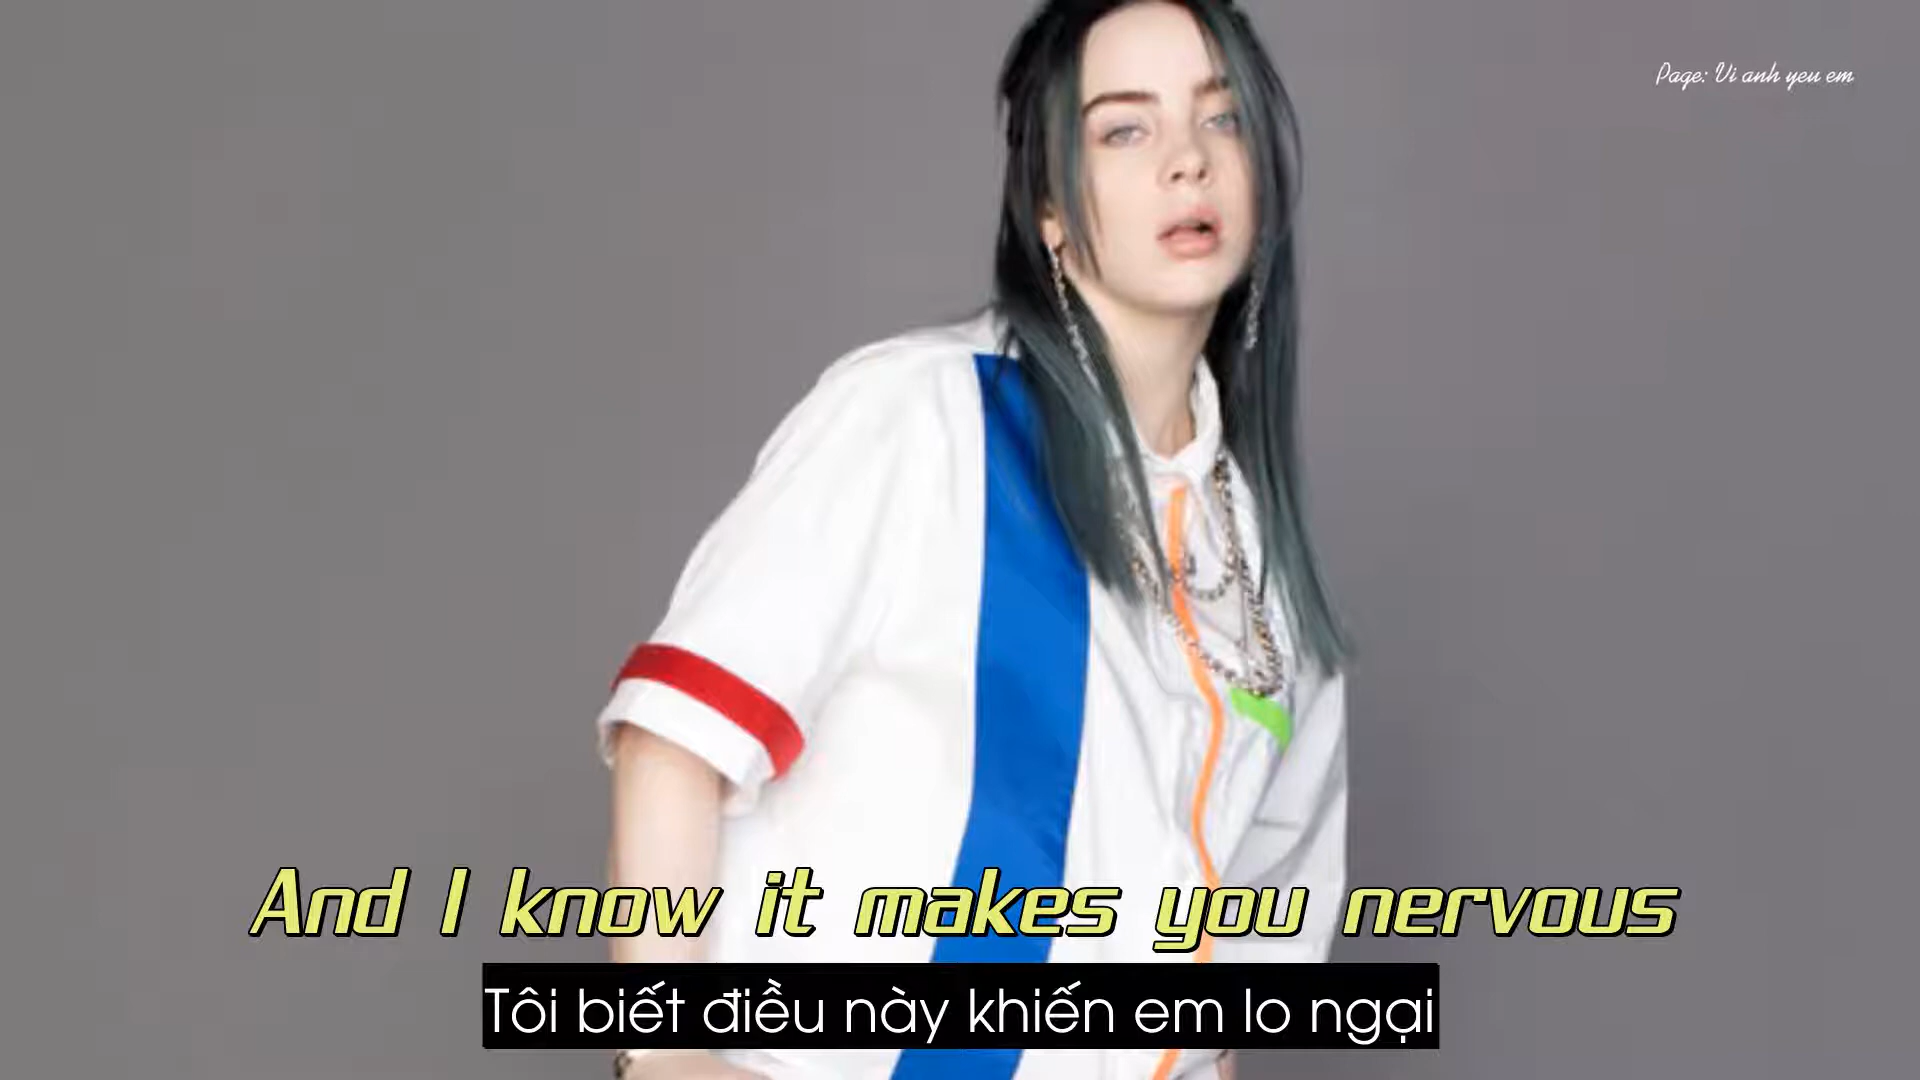 Page: Vi anh yeu em
And I know it makes you nervous
Tôi biết điều này khiến em lo ngại